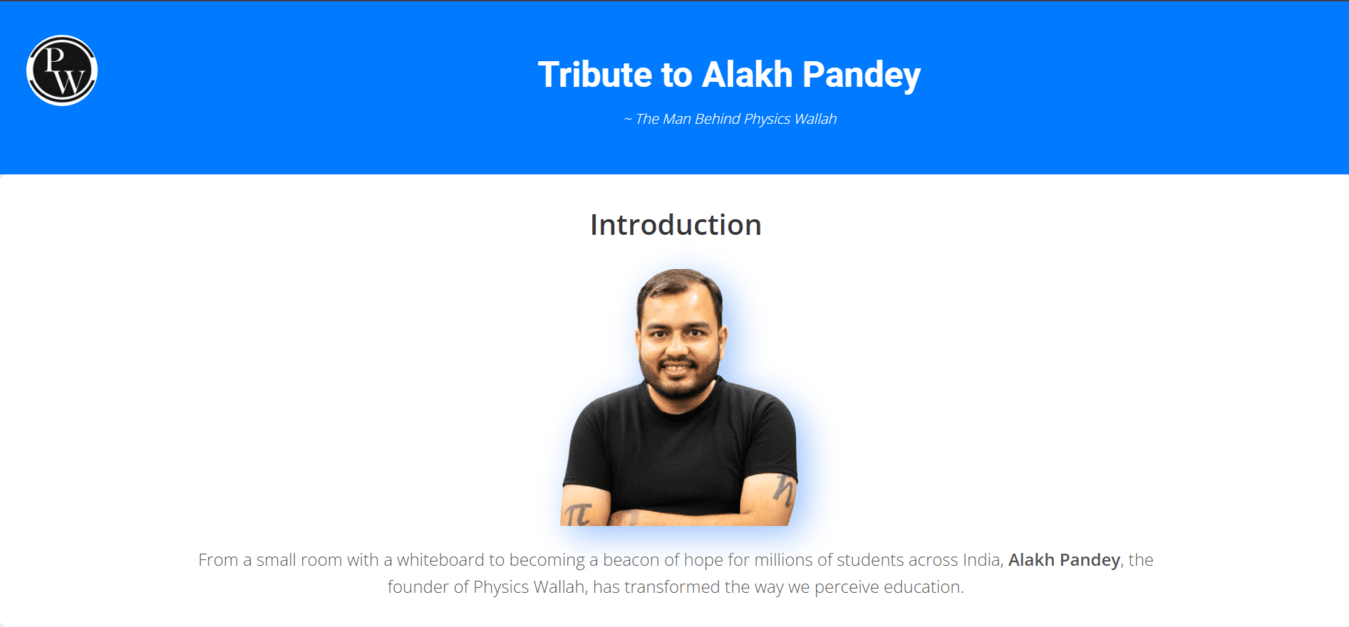 PW
Tribute to Alakh Pandey
~ The Man Behind Physics Wallah
Introduction
π ℏ
From a small room with a whiteboard to becoming a beacon of hope for millions of students across India, Alakh Pandey, the
founder of Physics Wallah, has transformed the way we perceive education.